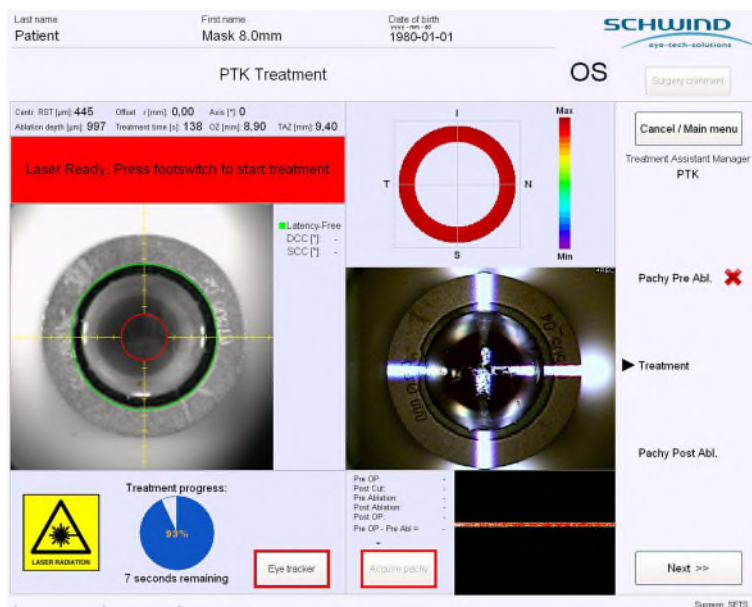 Last name
First name
Date of birth
yyyy - mm - dd
Patient
Mask 8.0mm
1980-01-01
SCHWIND
eye-tech-solutions
PTK Treatment
OS
Surgery comment
Centr. RST [µm]: 445 Offset r [mm]: 0,00 Axis [°]: 0
Ablation depth [µm]: 997 Treatment time [s]: 138 OZ [mm]: 8,90 TAZ [mm]: 9,40
Laser Ready. Press footswitch to start treatment
Latency-Free
DCC [°] -
SCC [°] -
I
T
N
S
Max
Min
Cancel / Main menu
Treatment Assistant Manager
PTK
Pachy Pre Abl.
Treatment
Pachy Post Abl.
Next >>
LASER RADIATION
Treatment progress:
93%
7 seconds remaining
Eye tracker
Pre OP: -
Post Cut: -
Pre Ablation: -
Post Ablation: -
Post OP: -
Pre OP - Pre Abl = -
-
Acquire pachy